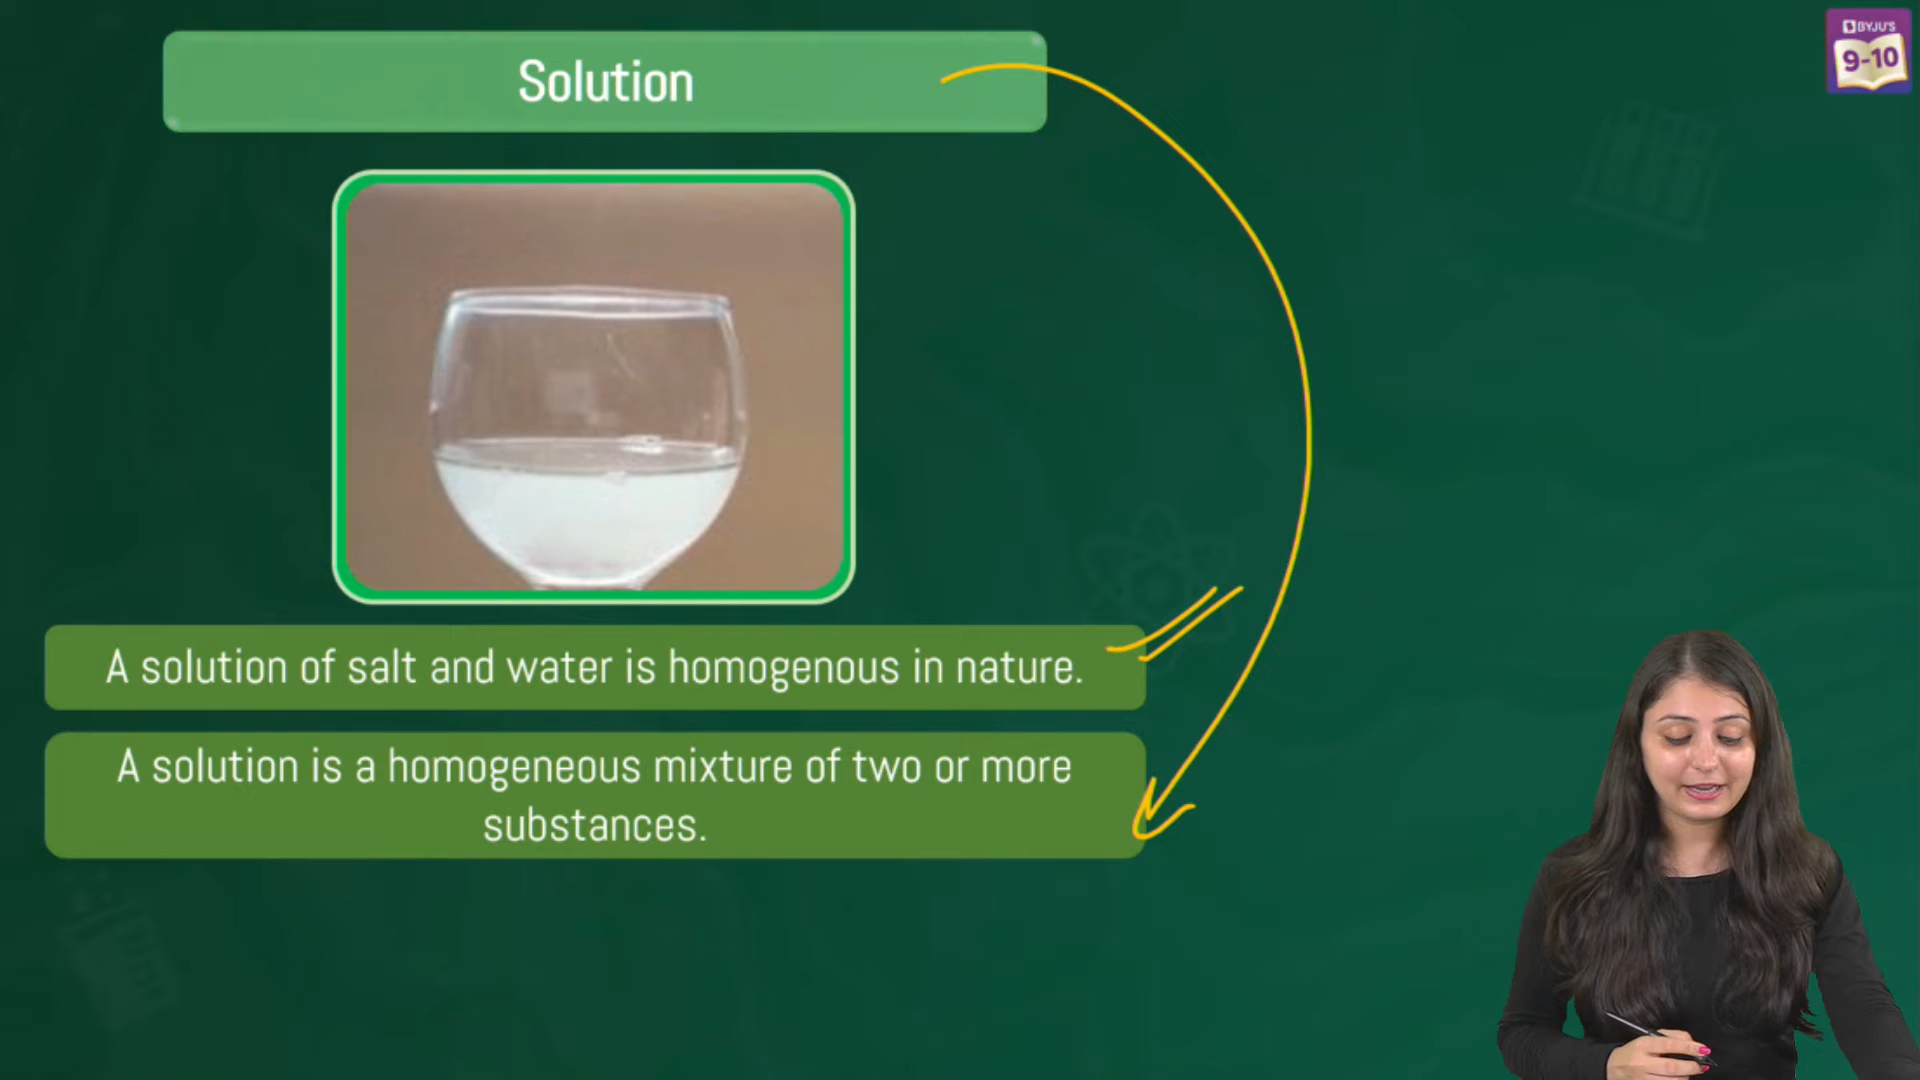 Solution
BYJU'S
9-10
A solution of salt and water is homogenous in nature.
A solution is a homogeneous mixture of two or more
substances.